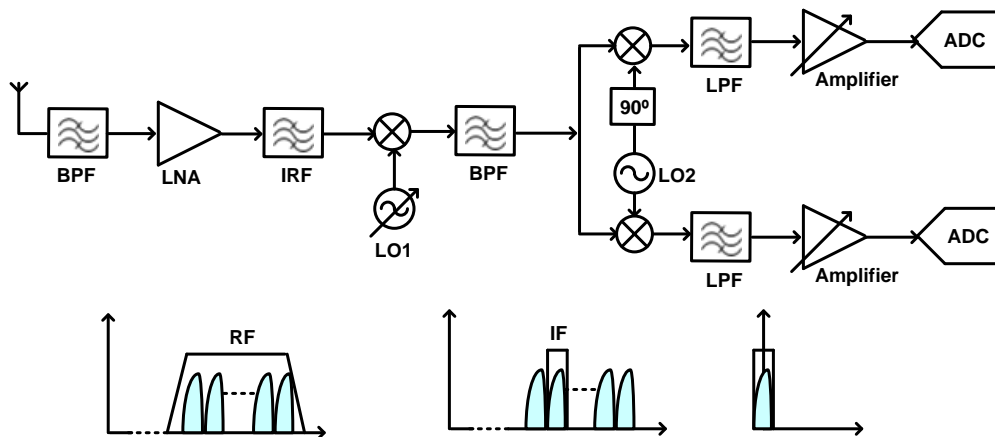 ADC
LPF
Amplifier
90º
BPF
LNA
IRF
BPF
LO2
LO1
ADC
LPF
Amplifier
RF
IF